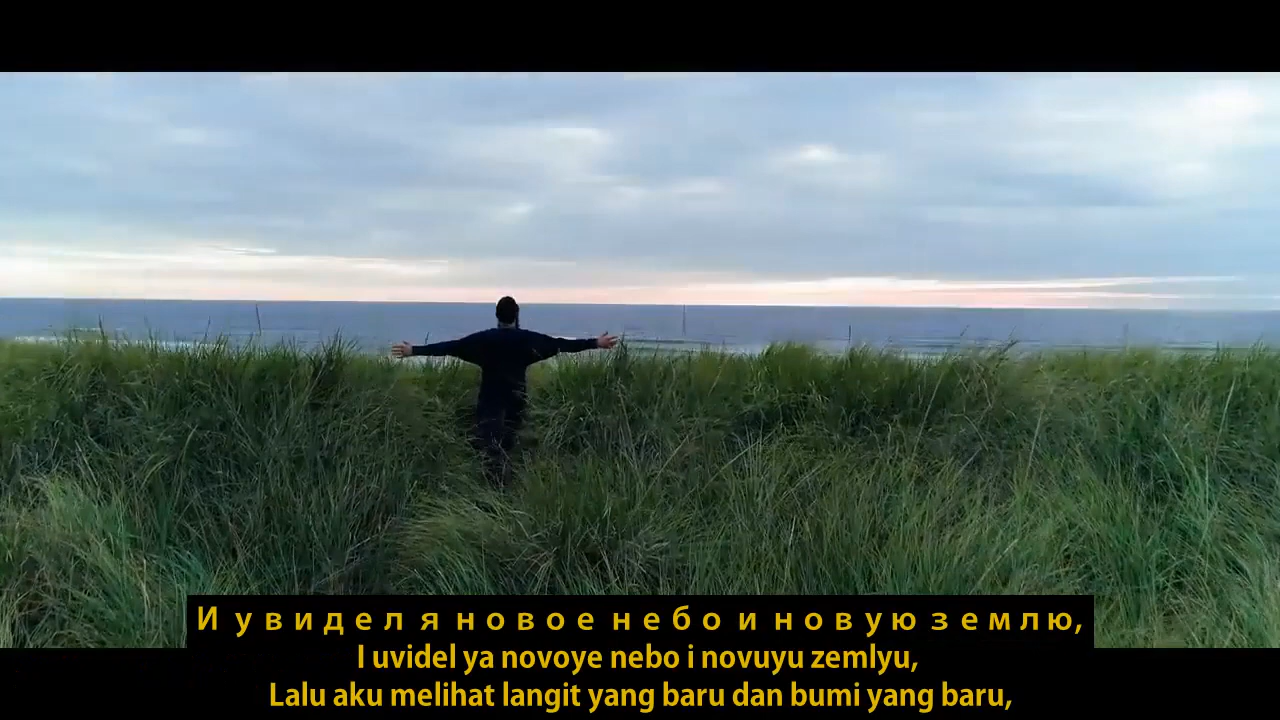 И увидел я новое небо и новую землю,
I uvidel ya novoye nebo i novuyu zemlyu,
Lalu aku melihat langit yang baru dan bumi yang baru,